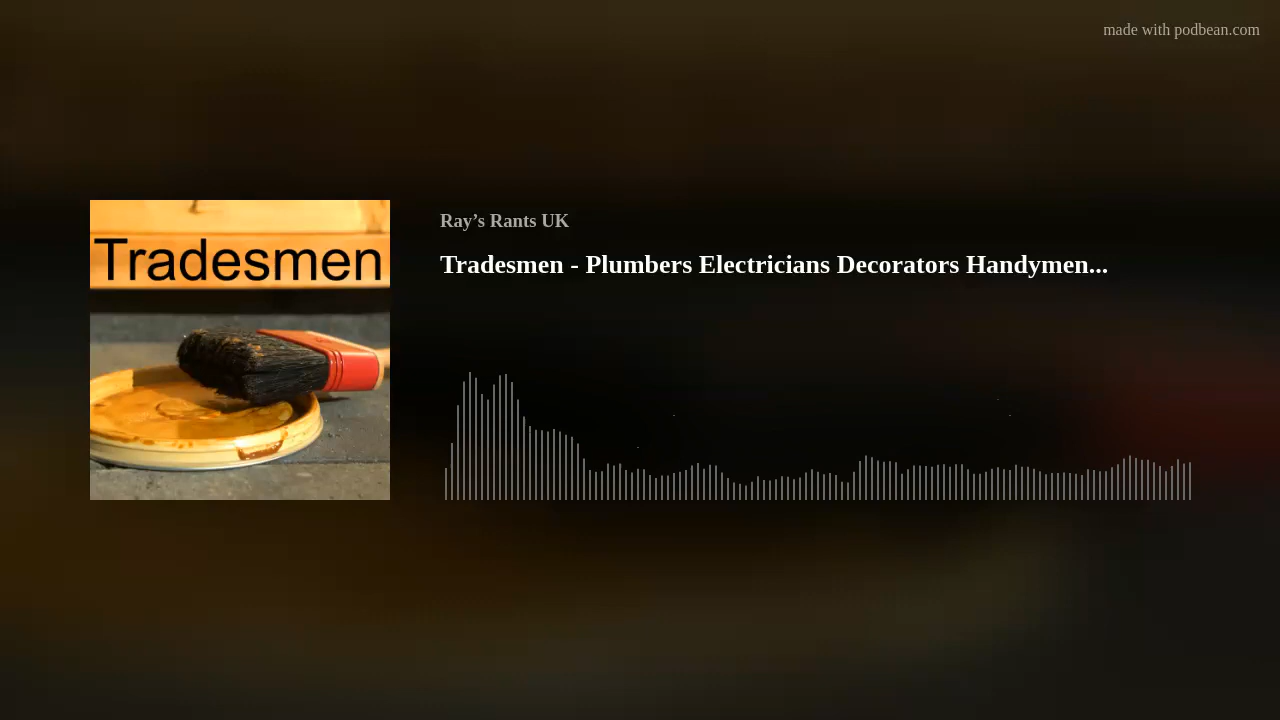 made with podbean.com
Tradesmen
Ray’s Rants UK
Tradesmen - Plumbers Electricians Decorators Handymen...